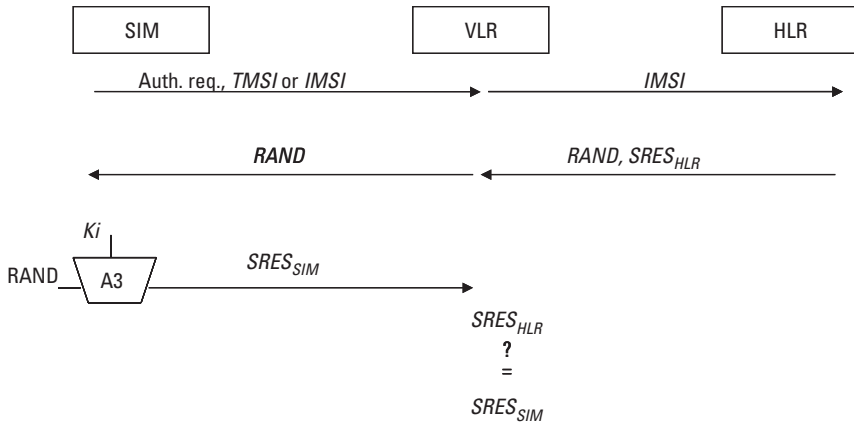 SIM VLR HLR
Auth. req., TMSI or IMSI IMSI
RAND RAND, SRES_HLR
Ki
RAND A3 SRES_SIM
SRES_HLR
?
=
SRES_SIM